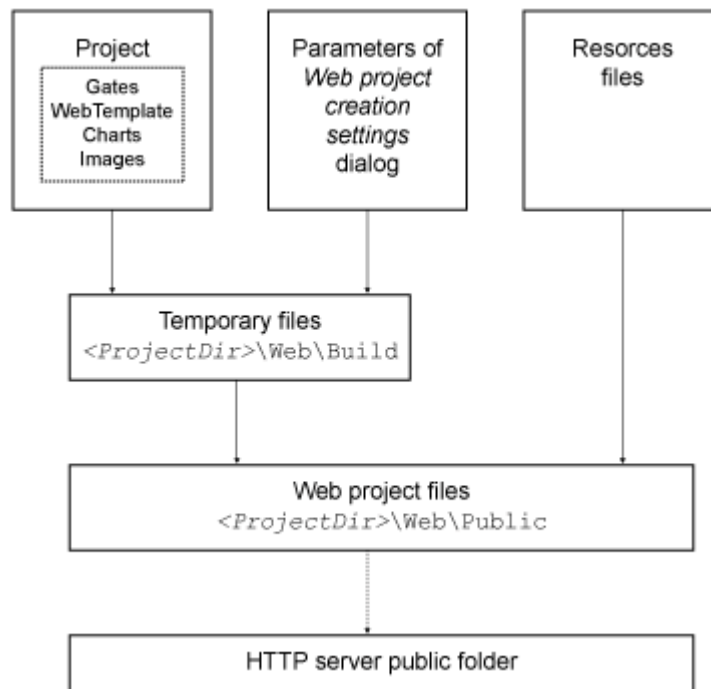 Project
Gates
WebTemplate
Charts
Images
Parameters of
Web project
creation
settings
dialog
Resorces
files
Temporary files
<ProjectDir>\Web\Build
Web project files
<ProjectDir>\Web\Public
HTTP server public folder